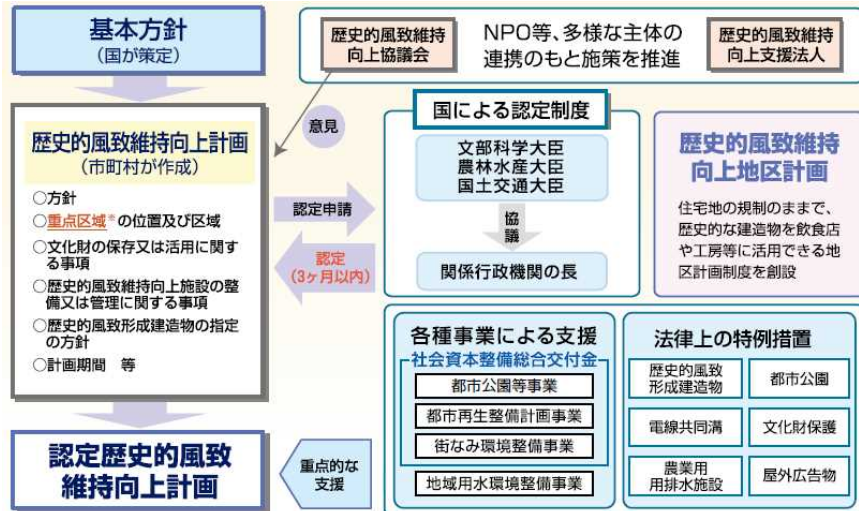 基本方針
(国が策定)
歴史的風致維持
向上協議会
NPO等、多様な主体の
連携のもと施策を推進
歴史的風致維持
向上支援法人
意見
歴史的風致維持向上計画
(市町村が作成)
○方針
○重点区域※の位置及び区域
○文化財の保存又は活用に関す
る事項
○歴史的風致維持向上施設の整
備又は管理に関する事項
○歴史的風致形成建造物の指定
の方針
○計画期間 等
認定申請
認定
(3ヶ月以内)
国による認定制度
文部科学大臣
農林水産大臣
国土交通大臣
協議
関係行政機関の長
歴史的風致維持
向上地区計画
住宅地の規制のままで、
歴史的な建造物を飲食店
や工房等に活用できる地
区計画制度を創設
認定歴史的風致
維持向上計画
重点的な
支援
各種事業による支援
社会資本整備総合交付金
都市公園等事業
都市再生整備計画事業
街なみ環境整備事業
地域用水環境整備事業
法律上の特例措置
歴史的風致
形成建造物
都市公園
電線共同溝
文化財保護
農業用
用排水施設
屋外広告物